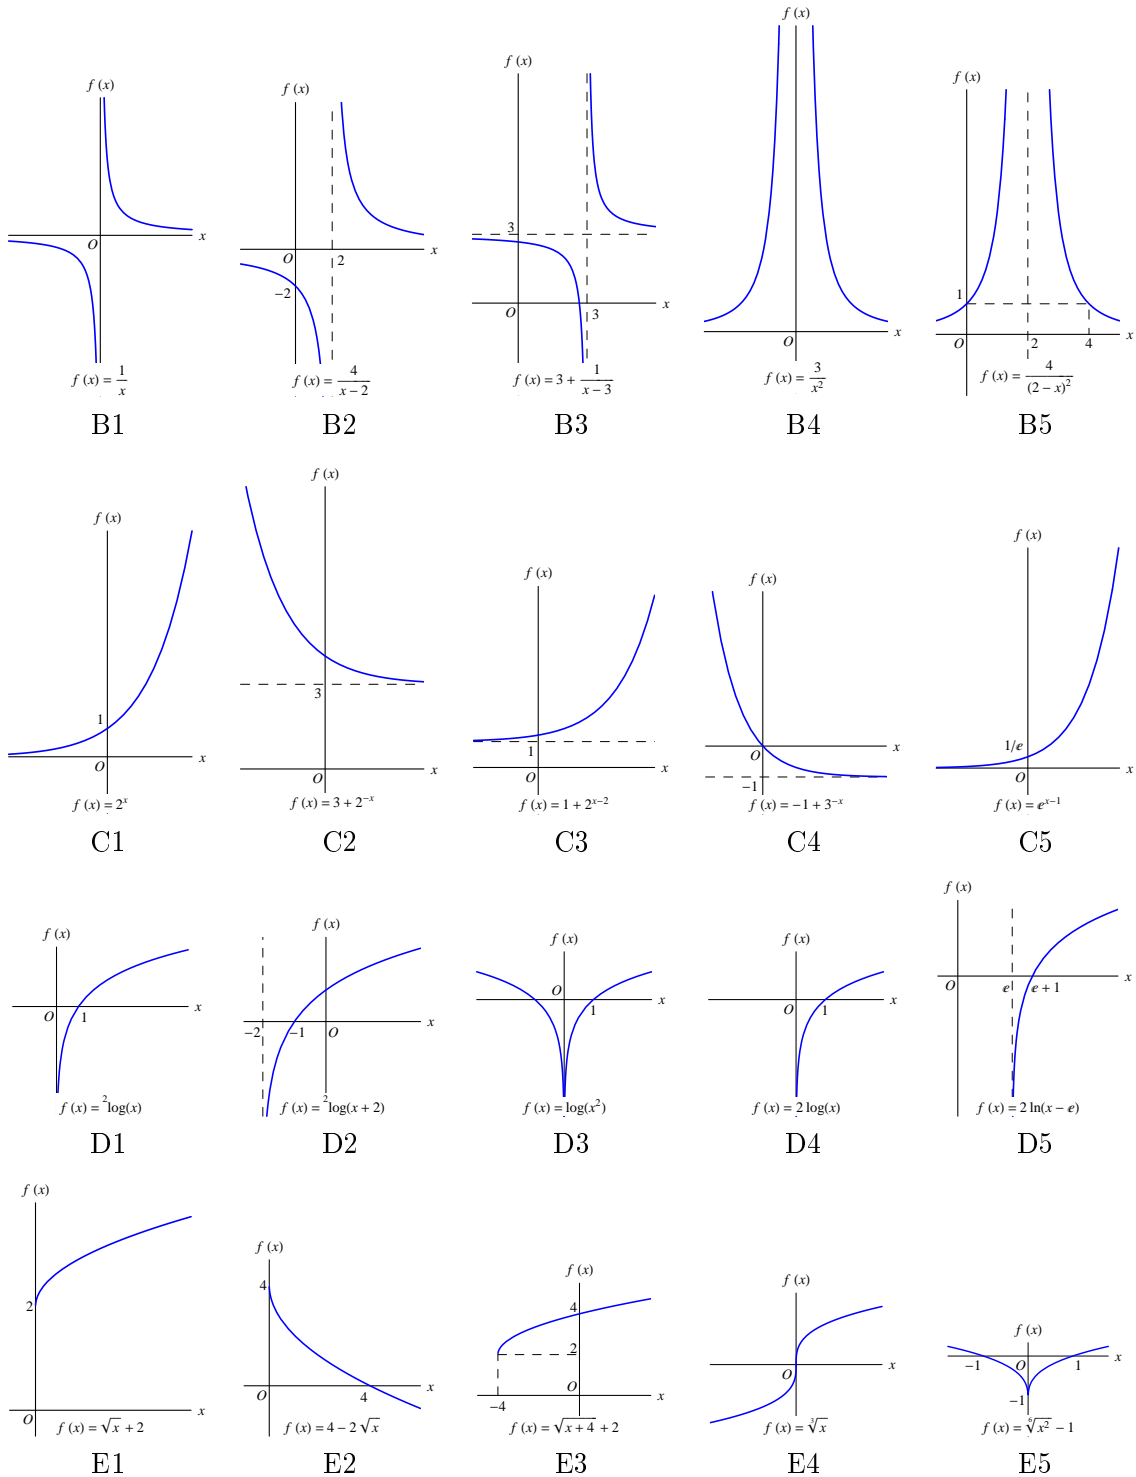 f (x)
x
O
f (x) = 1/x
B1
f (x)
x
O
2
−2
f (x) = 4/(x − 2)
B2
f (x)
x
O
3
3
f (x) = 3 + 1/(x − 3)
B3
f (x)
x
O
f (x) = 3/x²
B4
f (x)
x
O
1
2
4
f (x) = 4/(2 − x)²
B5
f (x)
x
O
1
f (x) = 2ˣ
C1
f (x)
x
O
3
f (x) = 3 + 2⁻ˣ
C2
f (x)
x
O
1
f (x) = 1 + 2ˣ⁻²
C3
f (x)
x
O
−1
f (x) = −1 + 3⁻ˣ
C4
f (x)
x
O
1/e
f (x) = eˣ⁻¹
C5
f (x)
x
O
1
f (x) = ²log(x)
D1
f (x)
x
−2
−1
O
f (x) = ²log(x + 2)
D2
f (x)
x
O
1
f (x) = log(x²)
D3
f (x)
x
O
1
f (x) = 2 log(x)
D4
f (x)
x
O
e
e + 1
f (x) = 2 ln(x − e)
D5
f (x)
x
2
O
f (x) = √x + 2
E1
f (x)
x
4
O
4
f (x) = 4 − 2 √x
E2
f (x)
x
4
2
O
−4
f (x) = √(x + 4) + 2
E3
f (x)
x
O
f (x) = ³√x
E4
f (x)
x
−1
O
1
−1
f (x) = ⁶√x² − 1
E5